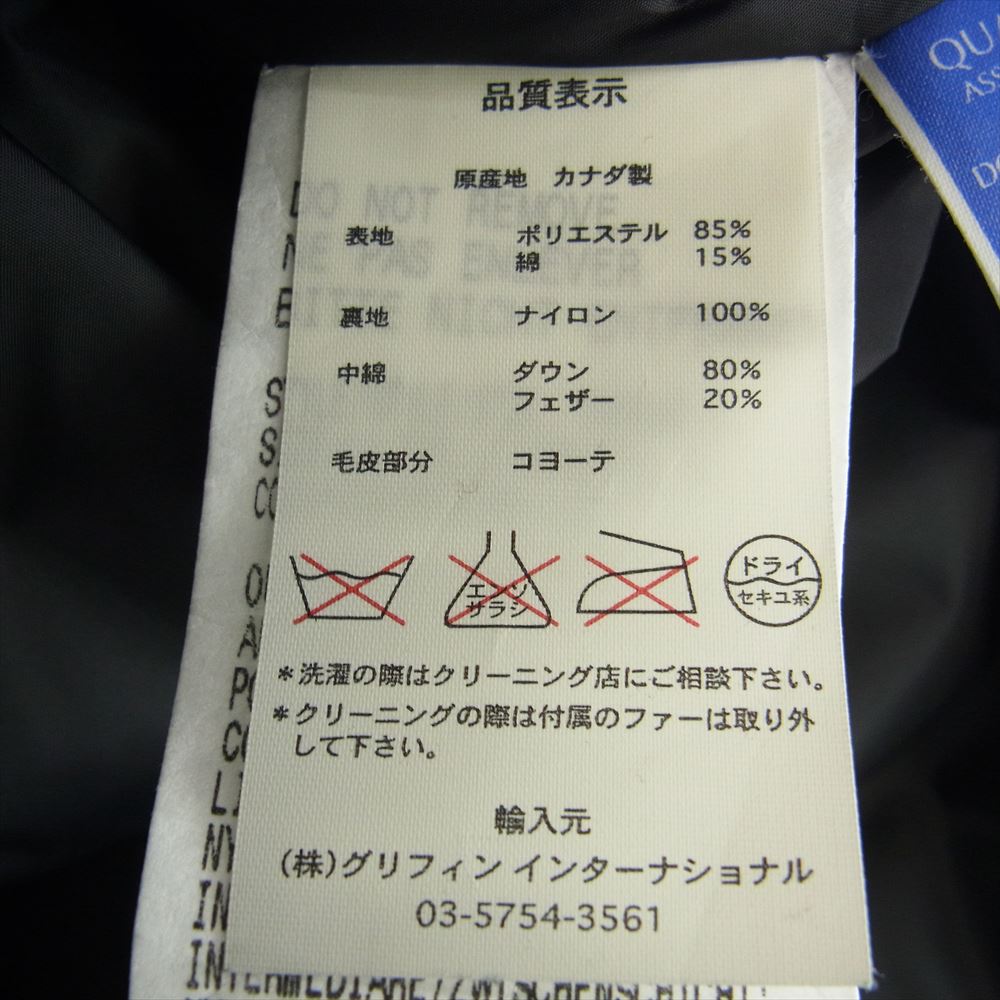 品質表示
原産地 カナダ製
表地 ポリエステル 85%
綿 15%
裏地 ナイロン 100%
中綿 ダウン 80%
フェザー 20%
毛皮部分 コヨーテ
エンソ
サラシ
ドライ
セキユ系
*洗濯の際はクリーニング店にご相談下さい。
*クリーニングの際は付属のファーは取り外
して下さい。
輸入元
(株)グリフィン インターナショナル
03-5754-3561
DO NOT REMOVE